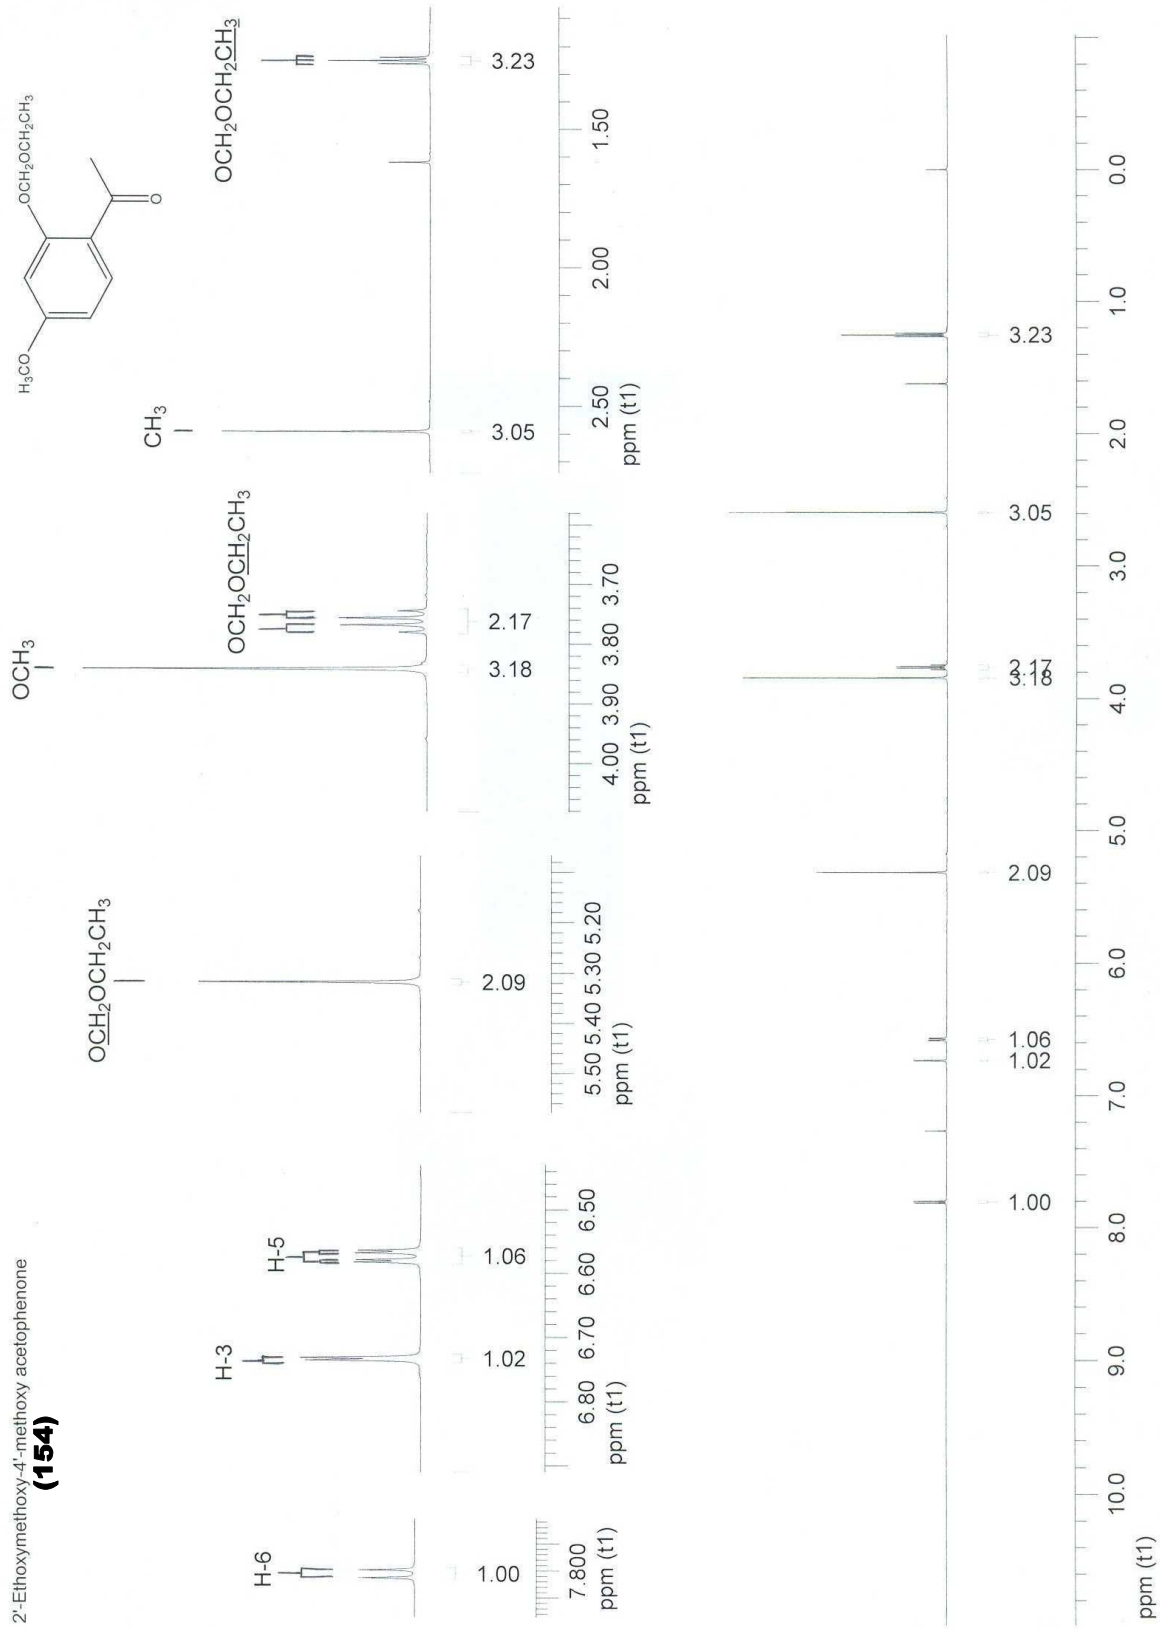 2'-Ethoxymethoxy-4'-methoxy acetophenone
(154)
H₃CO
OCH₂OCH₂CH₃
O
H-6
H-3
H-5
OCH₂OCH₂CH₃
OCH₃
OCH₂OCH₂CH₃
CH₃
OCH₂OCH₂CH₃
1.00
1.02
1.06
2.09
3.18
2.17
3.05
3.23
7.800
ppm (t1)
6.80 6.70 6.60 6.50
ppm (t1)
5.50 5.40 5.30 5.20
ppm (t1)
4.00 3.90 3.80 3.70
ppm (t1)
2.50 2.00 1.50
ppm (t1)
1.00
1.02
1.06
2.09
3.18
2.17
3.05
3.23
10.0 9.0 8.0 7.0 6.0 5.0 4.0 3.0 2.0 1.0 0.0
ppm (t1)